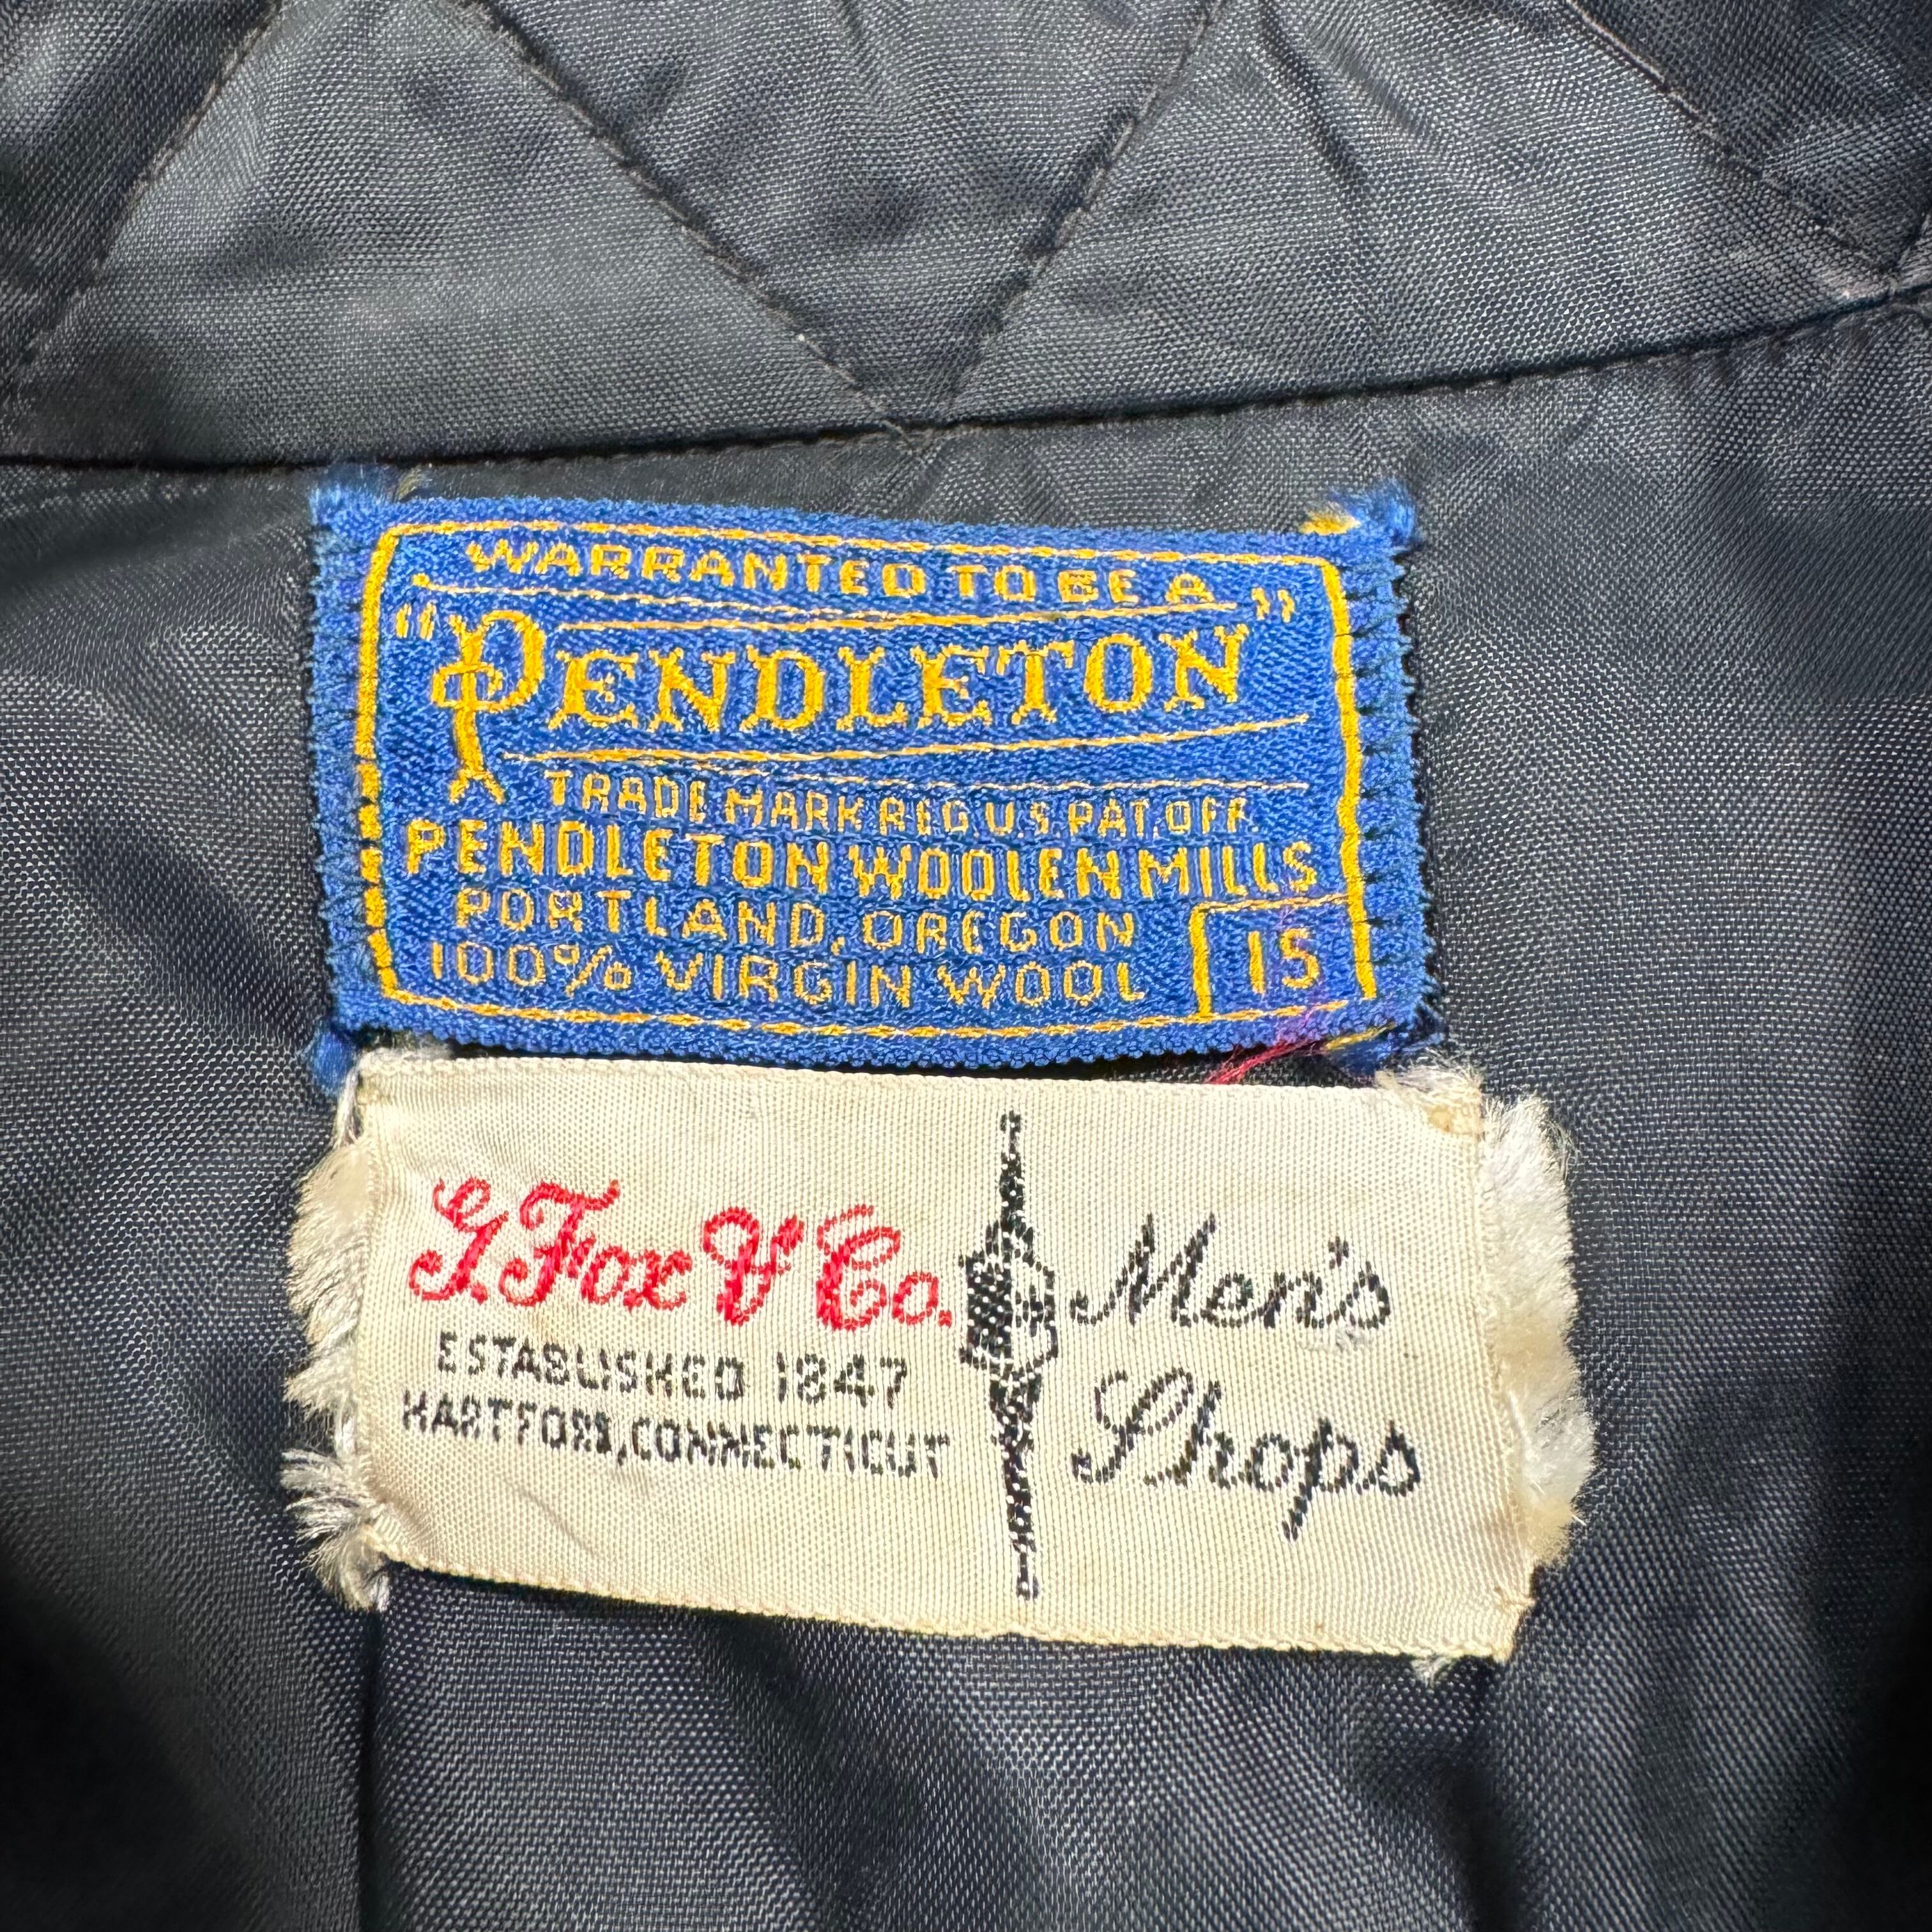 WARRANTED TO BE A
"PENDLETON"
TRADE MARK REG. U.S. PAT. OFF.
PENDLETON WOOLEN MILLS
PORTLAND, OREGON
100% VIRGIN WOOL
15
G. Fox & Co.
ESTABLISHED 1847
HARTFORD, CONNECTICUT
Men's
Shops